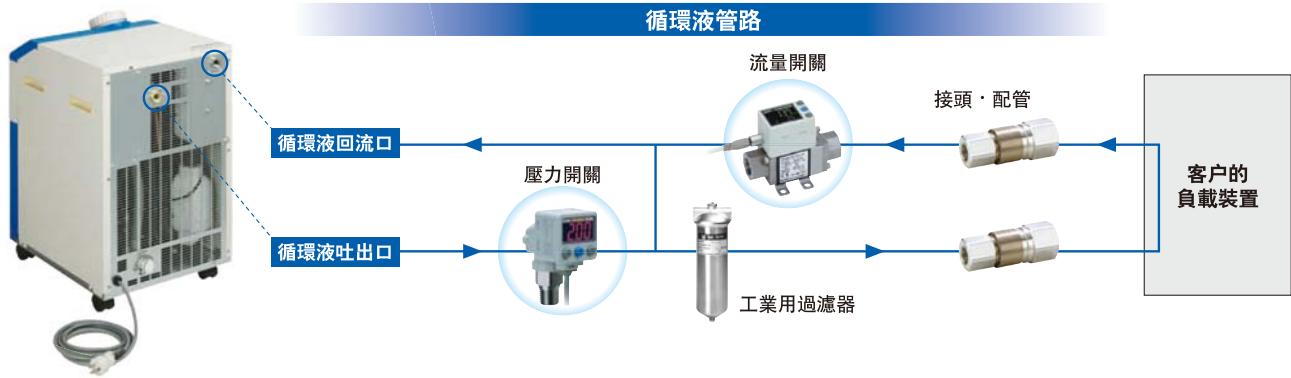 循環液管路
流量開關
接頭・配管
循環液回流口
壓力開關
客户的
負載裝置
200
循環液吐出口
工業用過濾器